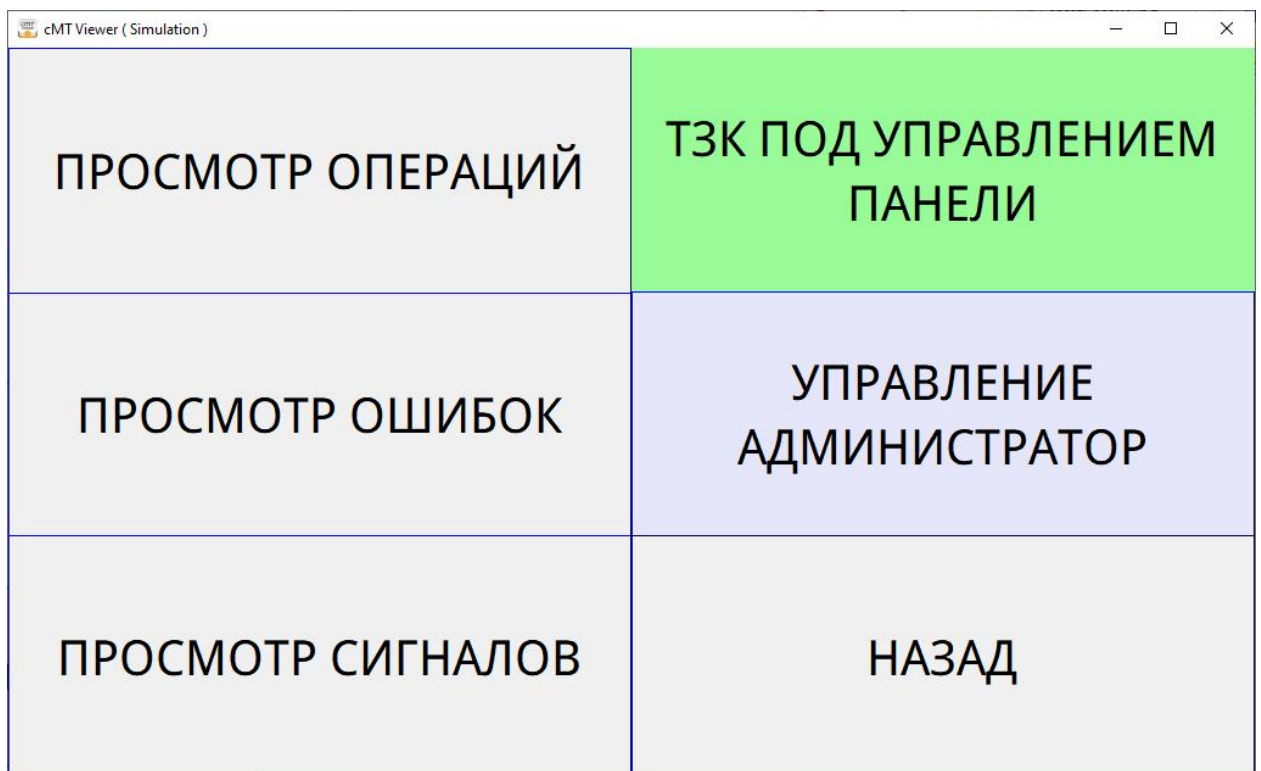 cMT Viewer ( Simulation )
ПРОСМОТР ОПЕРАЦИЙ
ТЗК ПОД УПРАВЛЕНИЕМ
ПАНЕЛИ
ПРОСМОТР ОШИБОК
УПРАВЛЕНИЕ
АДМИНИСТРАТОР
ПРОСМОТР СИГНАЛОВ
НАЗАД